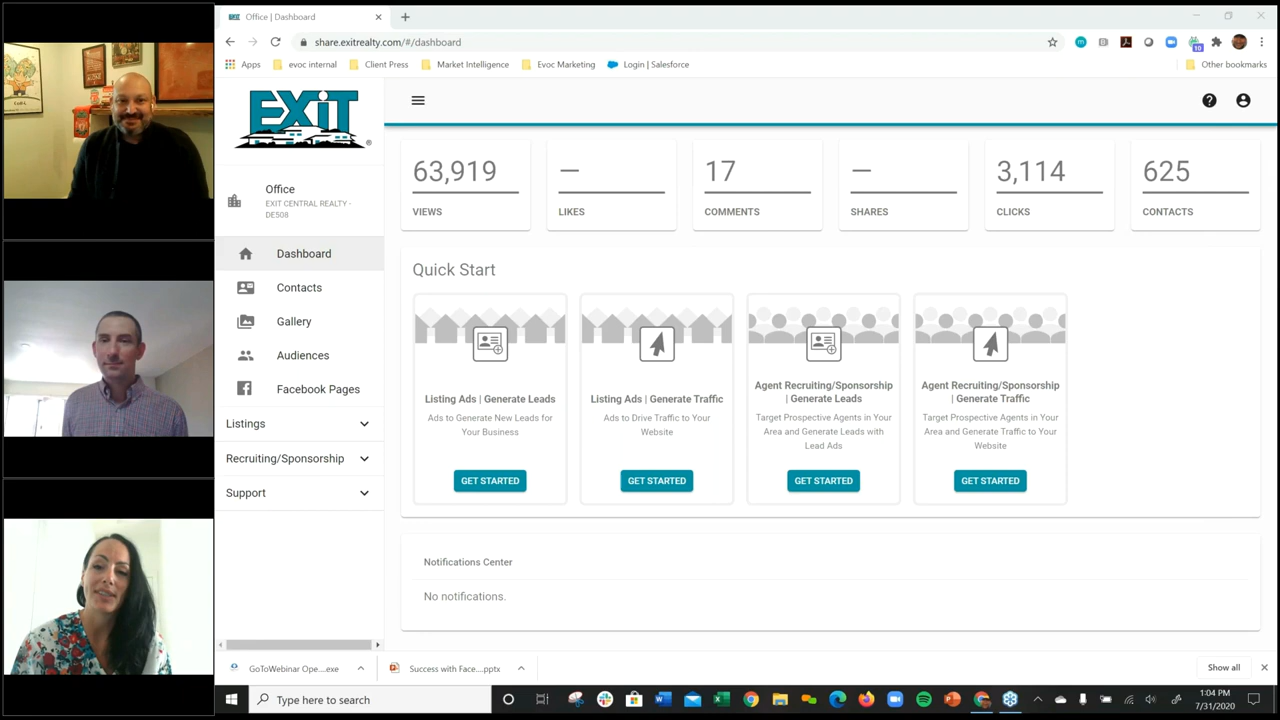 Office | Dashboard
share.exitrealty.com/#/dashboard
10
Apps
evoc internal
Client Press
Market Intelligence
Evoc Marketing
Login | Salesforce
Other bookmarks
EXiT
®
Office
EXIT CENTRAL REALTY -
DE508
Dashboard
Contacts
Gallery
Audiences
Facebook Pages
Listings
Recruiting/Sponsorship
Support
63,919
VIEWS
—
LIKES
17
COMMENTS
—
SHARES
3,114
CLICKS
625
CONTACTS
Quick Start
Listing Ads | Generate Leads
Ads to Generate New Leads for
Your Business
GET STARTED
Listing Ads | Generate Traffic
Ads to Drive Traffic to Your
Website
GET STARTED
Agent Recruiting/Sponsorship
| Generate Leads
Target Prospective Agents in Your
Area and Generate Leads with
Lead Ads
GET STARTED
Agent Recruiting/Sponsorship
| Generate Traffic
Target Prospective Agents in Your
Area and Generate Traffic to Your
Website
GET STARTED
Notifications Center
No notifications.
GoToWebinar Ope....exe
Success with Face....pptx
Show all
Type here to search
1:04 PM
7/31/2020